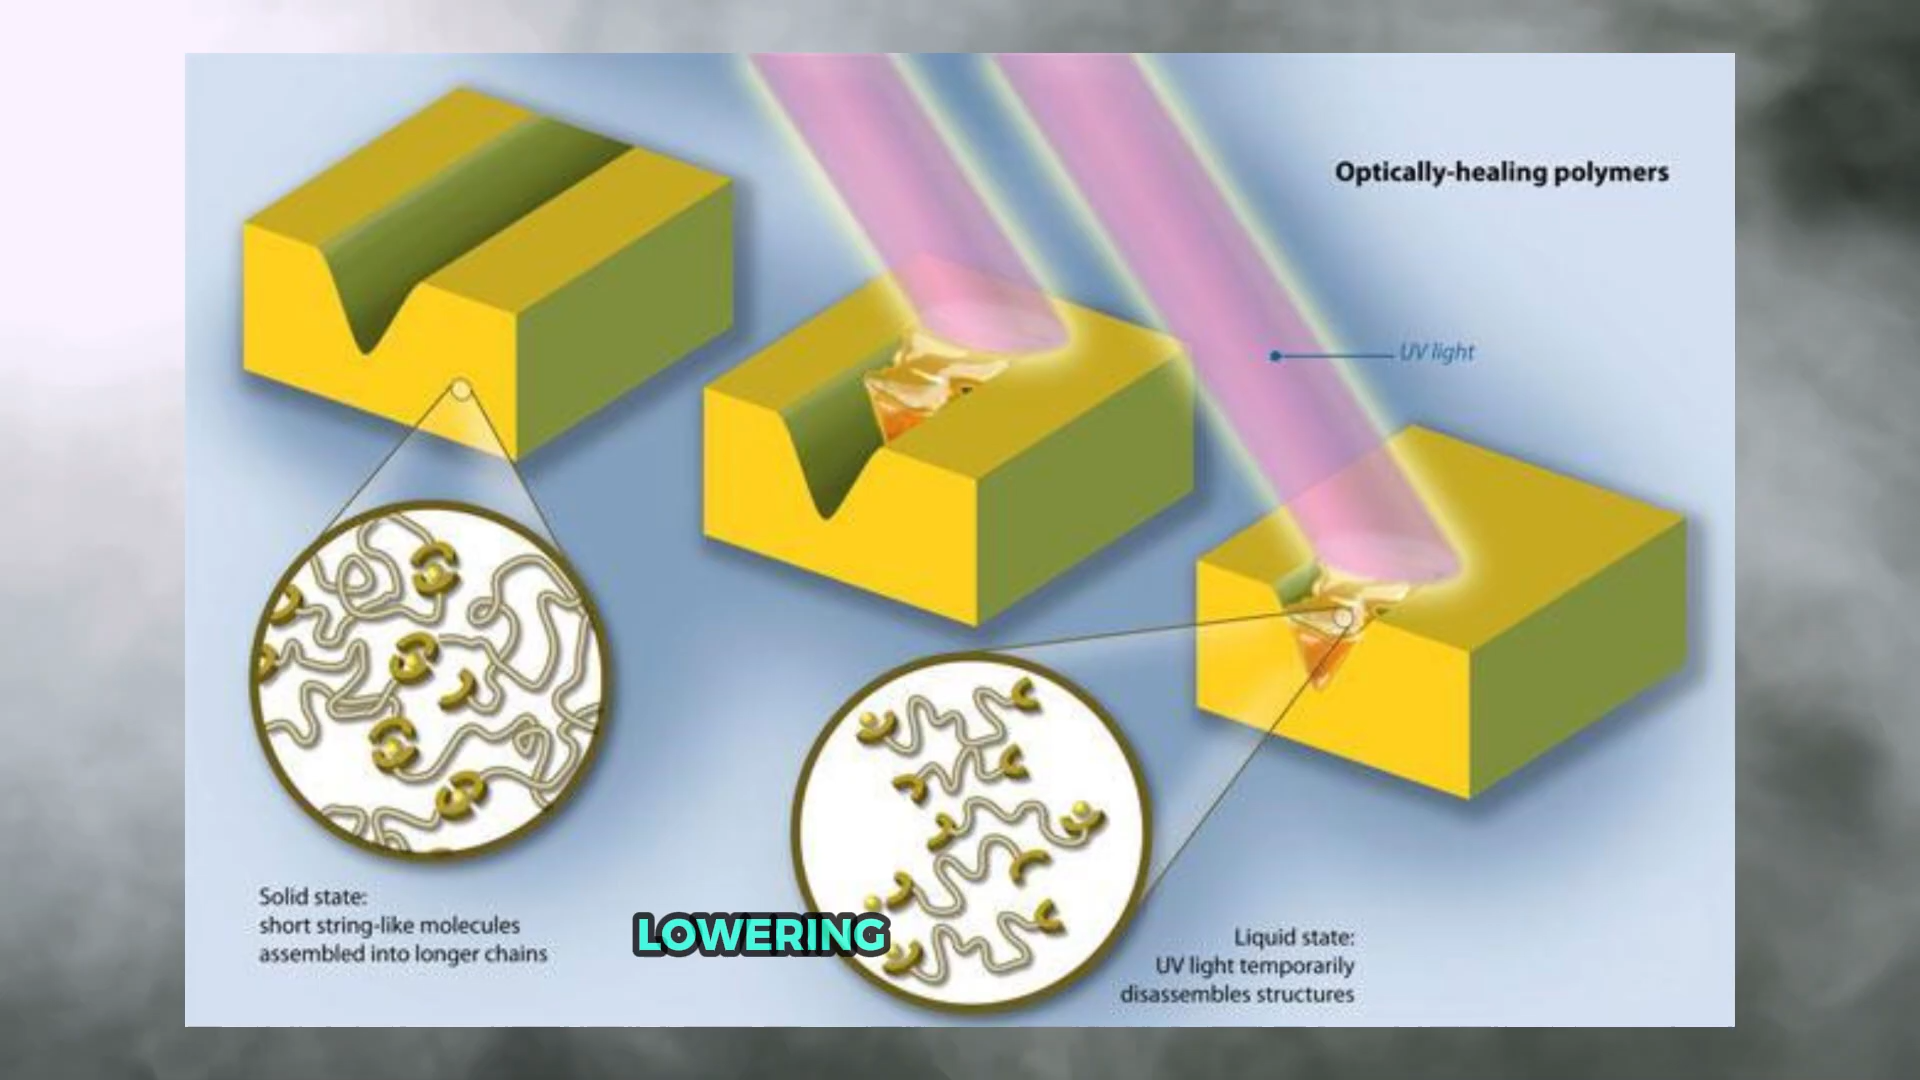 Optically-healing polymers
UV light
Solid state:
short string-like molecules
assembled into longer chains
LOWERING
Liquid state:
UV light temporarily
disassembles structures